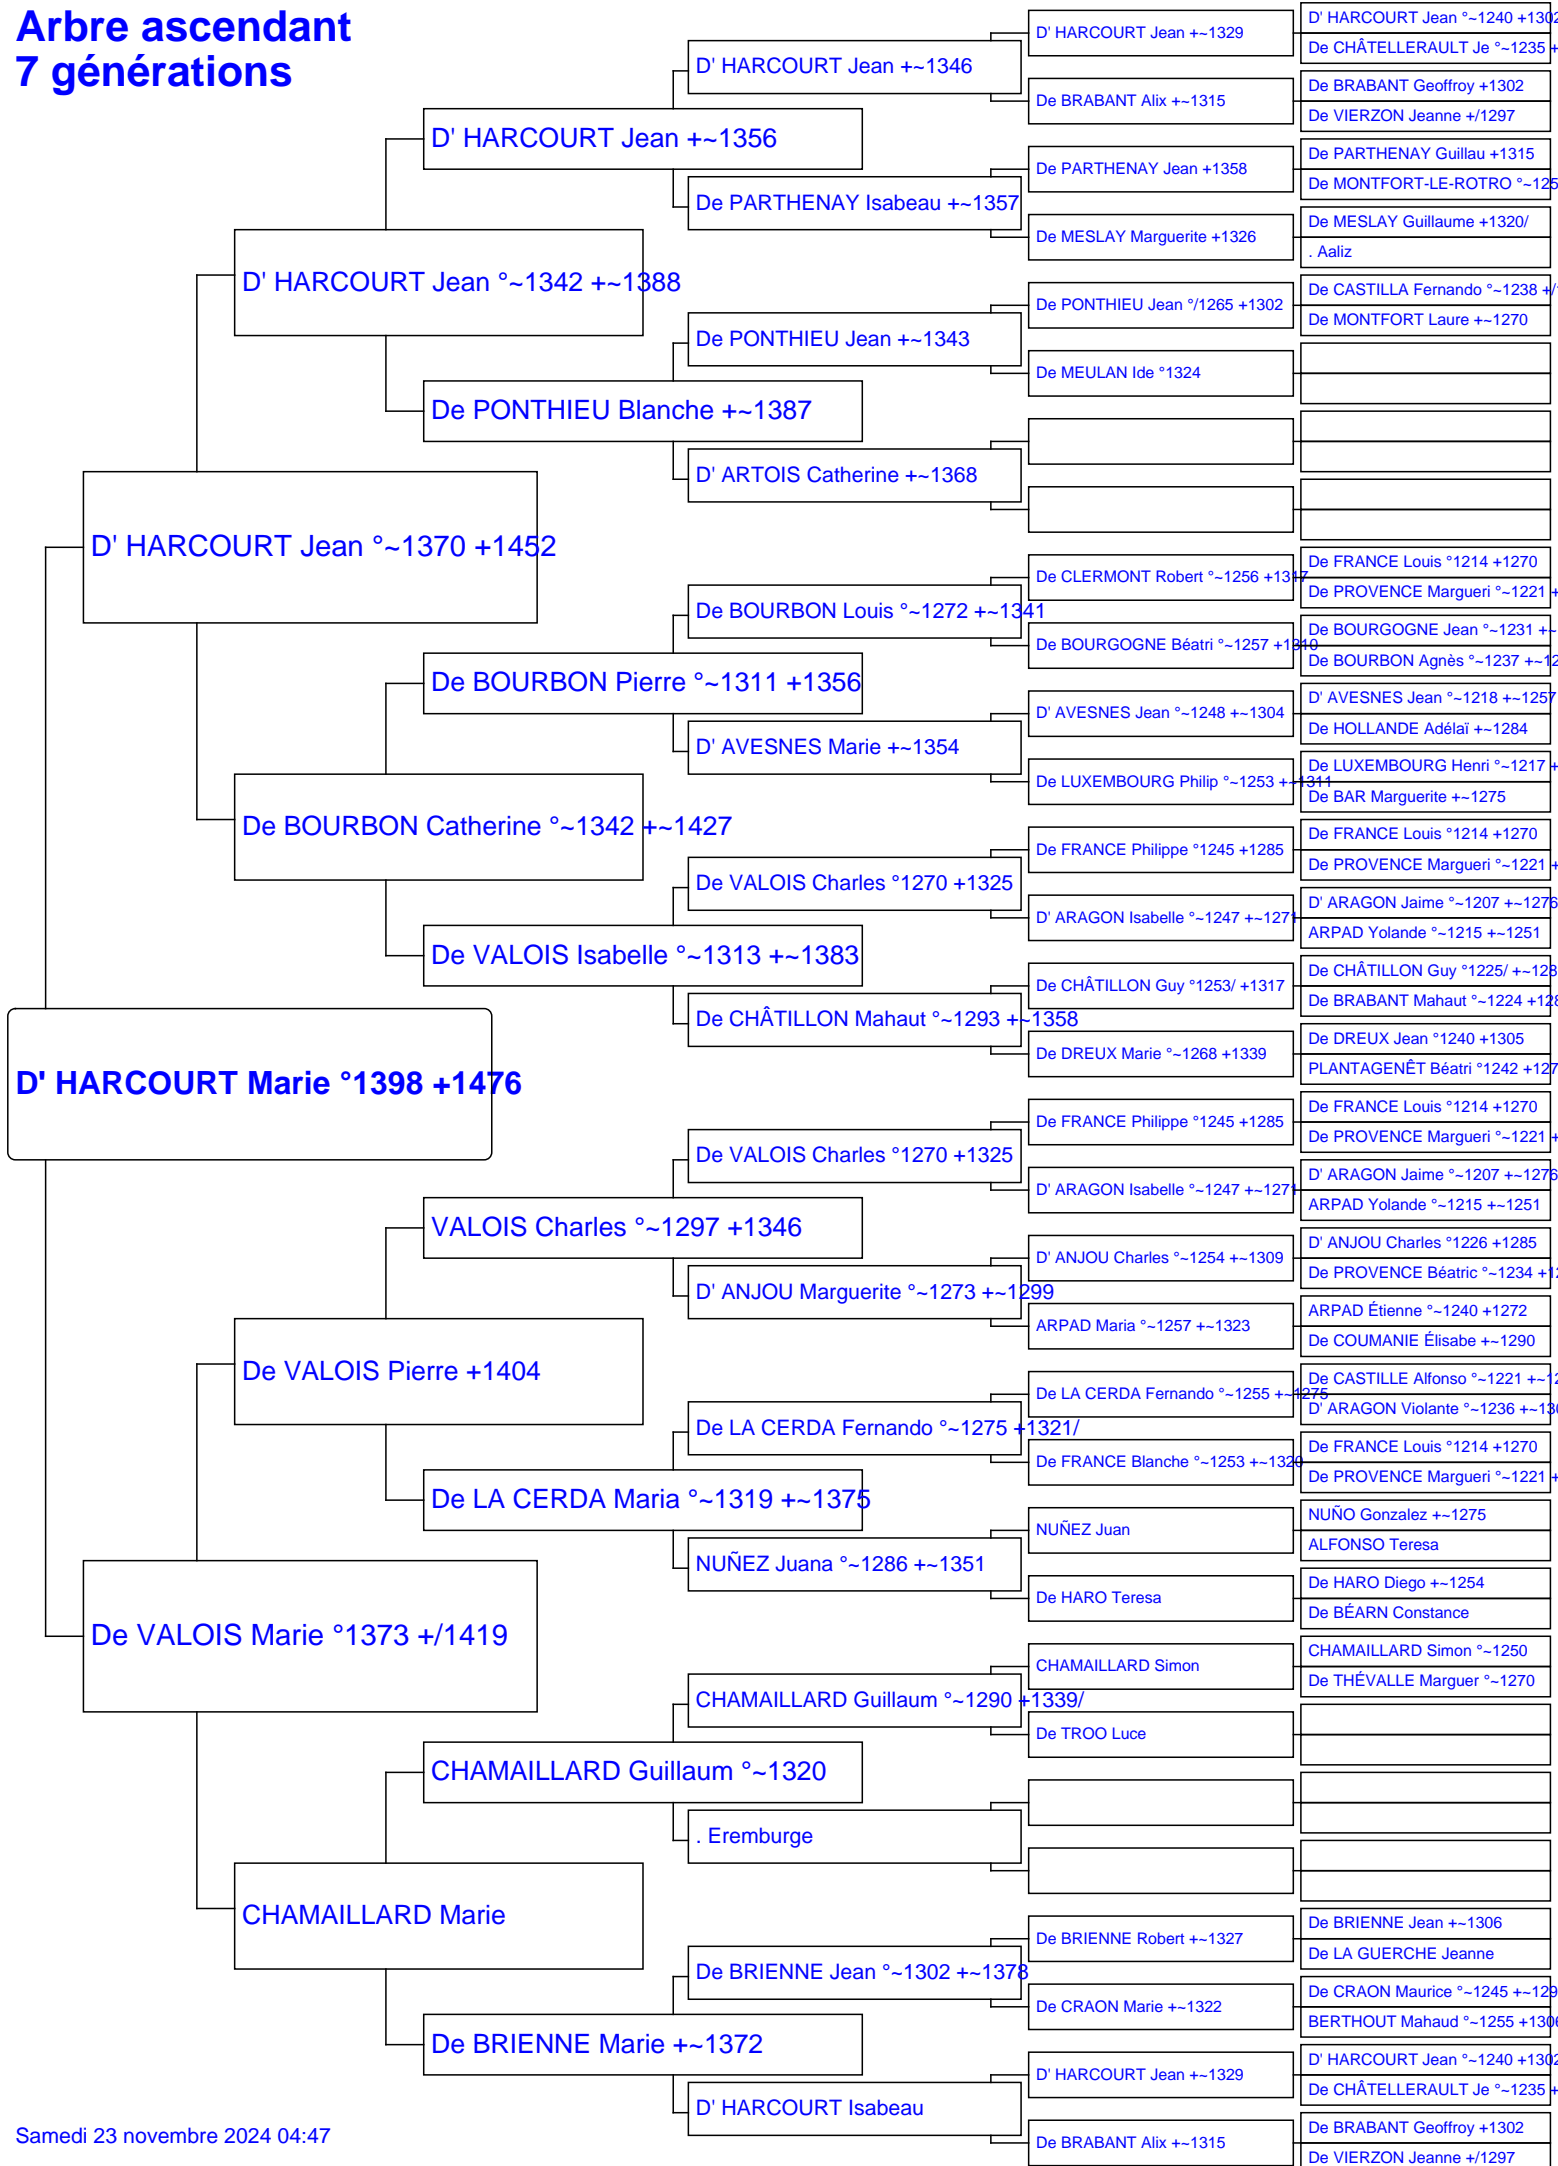 Arbre ascendant
7 générations
D' HARCOURT Marie °1398 +1476
D' HARCOURT Jean °~1370 +1452
De VALOIS Marie °1373 +/1419
D' HARCOURT Jean °~1342 +~1388
De BOURBON Catherine °~1342 +~1427
De VALOIS Pierre +1404
CHAMAILLARD Marie
D' HARCOURT Jean +~1356
De PONTHIEU Blanche +~1387
De BOURBON Pierre °~1311 +1356
De VALOIS Isabelle °~1313 +~1383
VALOIS Charles °~1297 +1346
De LA CERDA Maria °~1319 +~1375
CHAMAILLARD Guillaum °~1320
De BRIENNE Marie +~1372
D' HARCOURT Jean +~1346
De PARTHENAY Isabeau +~1357
De PONTHIEU Jean +~1343
D' ARTOIS Catherine +~1368
De BOURBON Louis °~1272 +~1341
D' AVESNES Marie +~1354
De VALOIS Charles °1270 +1325
De CHÂTILLON Mahaut °~1293 +~1358
De VALOIS Charles °1270 +1325
D' ANJOU Marguerite °~1273 +~1299
De LA CERDA Fernando °~1275 +1321/
NUÑEZ Juana °~1286 +~1351
CHAMAILLARD Guillaum °~1290 +1339/
. Eremburge
De BRIENNE Jean °~1302 +~1378
D' HARCOURT Isabeau
D' HARCOURT Jean +~1329
De BRABANT Alix +~1315
De PARTHENAY Jean +1358
De MESLAY Marguerite +1326
De PONTHIEU Jean °/1265 +1302
De MEULAN Ide °1324
De CLERMONT Robert °~1256 +1317
De BOURGOGNE Béatri °~1257 +1310
D' AVESNES Jean °~1248 +~1304
De LUXEMBOURG Philip °~1253 +~1311
De FRANCE Philippe °1245 +1285
D' ARAGON Isabelle °~1247 +~1271
De CHÂTILLON Guy °1253/ +1317
De DREUX Marie °~1268 +1339
De FRANCE Philippe °1245 +1285
D' ARAGON Isabelle °~1247 +~1271
D' ANJOU Charles °~1254 +~1309
ARPAD Maria °~1257 +~1323
De LA CERDA Fernando °~1255 +~1275
De FRANCE Blanche °~1253 +~1320
NUÑEZ Juan
De HARO Teresa
CHAMAILLARD Simon
De TROO Luce
De BRIENNE Robert +~1327
De CRAON Marie +~1322
D' HARCOURT Jean +~1329
De BRABANT Alix +~1315
D' HARCOURT Jean °~1240 +1302
De CHÂTELLERAULT Je °~1235 +
De BRABANT Geoffroy +1302
De VIERZON Jeanne +/1297
De PARTHENAY Guillau +1315
De MONTFORT-LE-ROTRO °~125
De MESLAY Guillaume +1320/
. Aaliz
De CASTILLA Fernando °~1238 +/
De MONTFORT Laure +~1270
De FRANCE Louis °1214 +1270
De PROVENCE Margueri °~1221 +
De BOURGOGNE Jean °~1231 +~
De BOURBON Agnès °~1237 +~12
D' AVESNES Jean °~1218 +~1257
De HOLLANDE Adélaï +~1284
De LUXEMBOURG Henri °~1217 +
De BAR Marguerite +~1275
De FRANCE Louis °1214 +1270
De PROVENCE Margueri °~1221 +
D' ARAGON Jaime °~1207 +~1276
ARPAD Yolande °~1215 +~1251
De CHÂTILLON Guy °1225/ +~128
De BRABANT Mahaut °~1224 +128
De DREUX Jean °1240 +1305
PLANTAGENÊT Béatri °1242 +127
De FRANCE Louis °1214 +1270
De PROVENCE Margueri °~1221 +
D' ARAGON Jaime °~1207 +~1276
ARPAD Yolande °~1215 +~1251
D' ANJOU Charles °1226 +1285
De PROVENCE Béatric °~1234 +12
ARPAD Étienne °~1240 +1272
De COUMANIE Élisabe +~1290
De CASTILLE Alfonso °~1221 +~12
D' ARAGON Violante °~1236 +~130
De FRANCE Louis °1214 +1270
De PROVENCE Margueri °~1221 +
NUÑO Gonzalez +~1275
ALFONSO Teresa
De HARO Diego +~1254
De BÉARN Constance
CHAMAILLARD Simon °~1250
De THÉVALLE Marguer °~1270
De BRIENNE Jean +~1306
De LA GUERCHE Jeanne
De CRAON Maurice °~1245 +~129
BERTHOUT Mahaud °~1255 +1306
D' HARCOURT Jean °~1240 +1302
De CHÂTELLERAULT Je °~1235 +
De BRABANT Geoffroy +1302
De VIERZON Jeanne +/1297
Samedi 23 novembre 2024 04:47